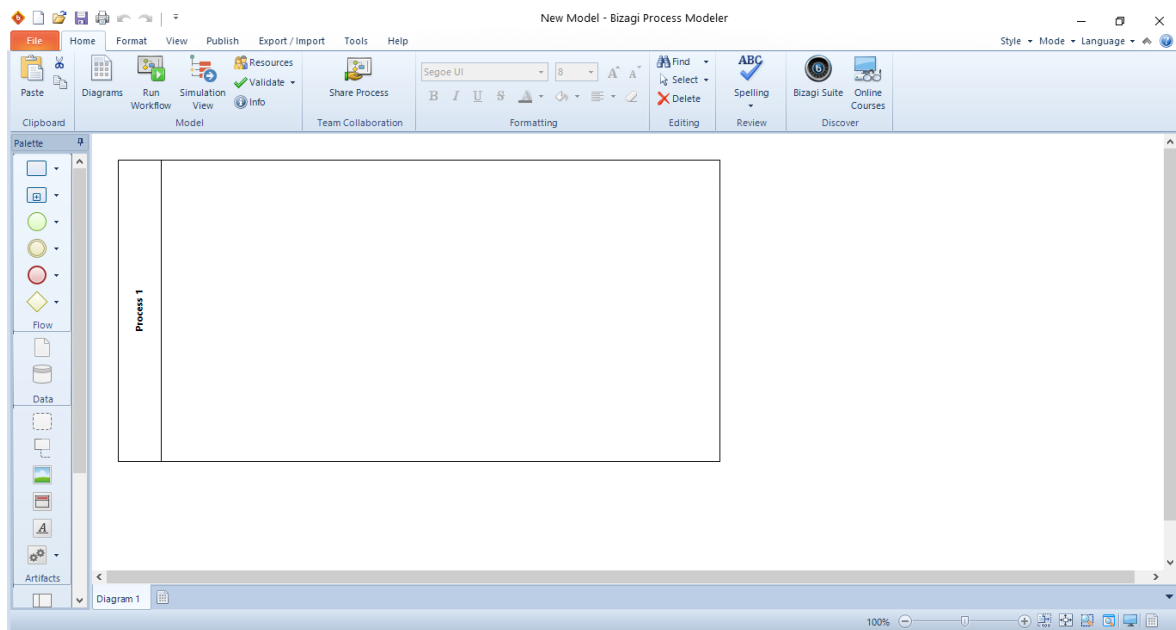 New Model - Bizagi Process Modeler
File Home Format View Publish Export / Import Tools Help
Style Mode Language
Paste
Clipboard
Diagrams
Run Workflow
Simulation View
Resources
Validate
Info
Model
Share Process
Team Collaboration
Segoe UI 8 A A
B I U S A
Formatting
Find
Select
Delete
Editing
ABC
Spelling
Review
Bizagi Suite
Online Courses
Discover
Palette
Flow
Data
A
Artifacts
Process 1
Diagram 1
100%